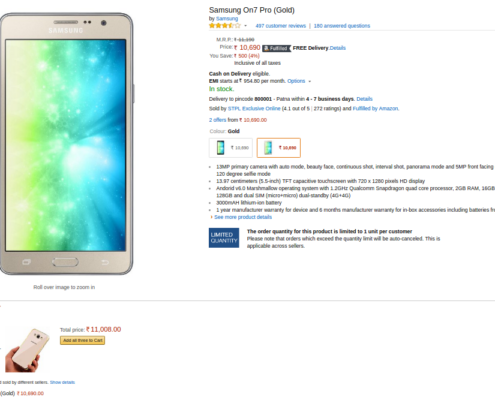 Samsung On7 Pro (Gold)
by Samsung
497 customer reviews | 180 answered questions
M.R.P.: ₹ 11,190
Price: ₹ 10,690 Fulfilled FREE Delivery. Details
You Save: ₹ 500 (4%)
Inclusive of all taxes
Cash on Delivery eligible.
EMI starts at ₹ 954.80 per month. Options
In stock.
Delivery to pincode 800001 - Patna within 4 - 7 business days. Details
Sold by STPL Exclusive Online (4.1 out of 5 | 272 ratings) and Fulfilled by Amazon.
2 offers from ₹ 10,690.00
Colour: Gold
₹ 10,690
₹ 10,690
13MP primary camera with auto mode, beauty face, continuous shot, interval shot, panorama mode and 5MP front facing
120 degree selfie mode
13.97 centimeters (5.5-inch) TFT capacitive touchscreen with 720 x 1280 pixels HD display
Android v6.0 Marshmallow operating system with 1.2GHz Qualcomm Snapdragon quad core processor, 2GB RAM, 16GB
128GB and dual SIM (micro+micro) dual-standby (4G+4G)
3000mAH lithium-ion battery
1 year manufacturer warranty for device and 6 months manufacturer warranty for in-box accessories including batteries fr
› See more product details
LIMITED
QUANTITY
The order quantity for this product is limited to 1 unit per customer
Please note that orders which exceed the quantity limit will be auto-canceled. This is
applicable across sellers.
SAMSUNG
Roll over image to zoom in
Total price: ₹ 11,008.00
Add all three to Cart
d sold by different sellers. Show details
(Gold) ₹ 10,690.00